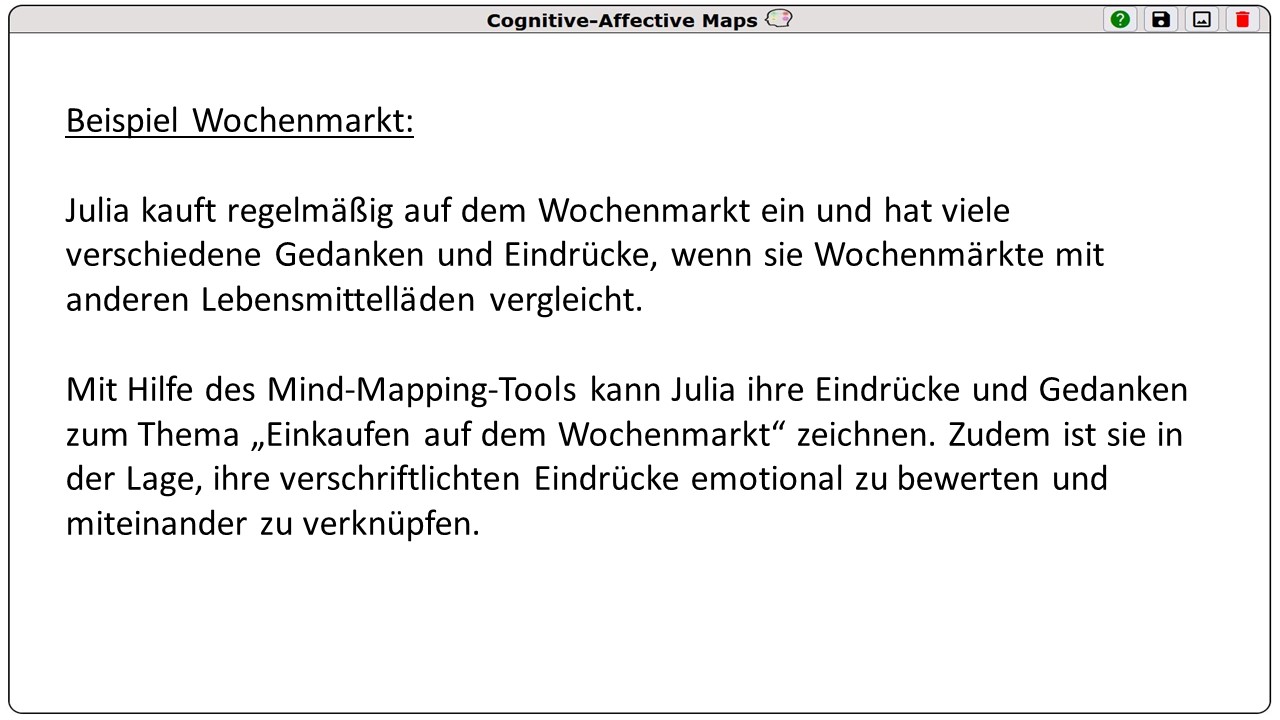 Cognitive-Affective Maps
Beispiel Wochenmarkt:
Julia kauft regelmäßig auf dem Wochenmarkt ein und hat viele
verschiedene Gedanken und Eindrücke, wenn sie Wochenmärkte mit
anderen Lebensmittelläden vergleicht.
Mit Hilfe des Mind-Mapping-Tools kann Julia ihre Eindrücke und Gedanken
zum Thema „Einkaufen auf dem Wochenmarkt“ zeichnen. Zudem ist sie in
der Lage, ihre verschriftlichten Eindrücke emotional zu bewerten und
miteinander zu verknüpfen.